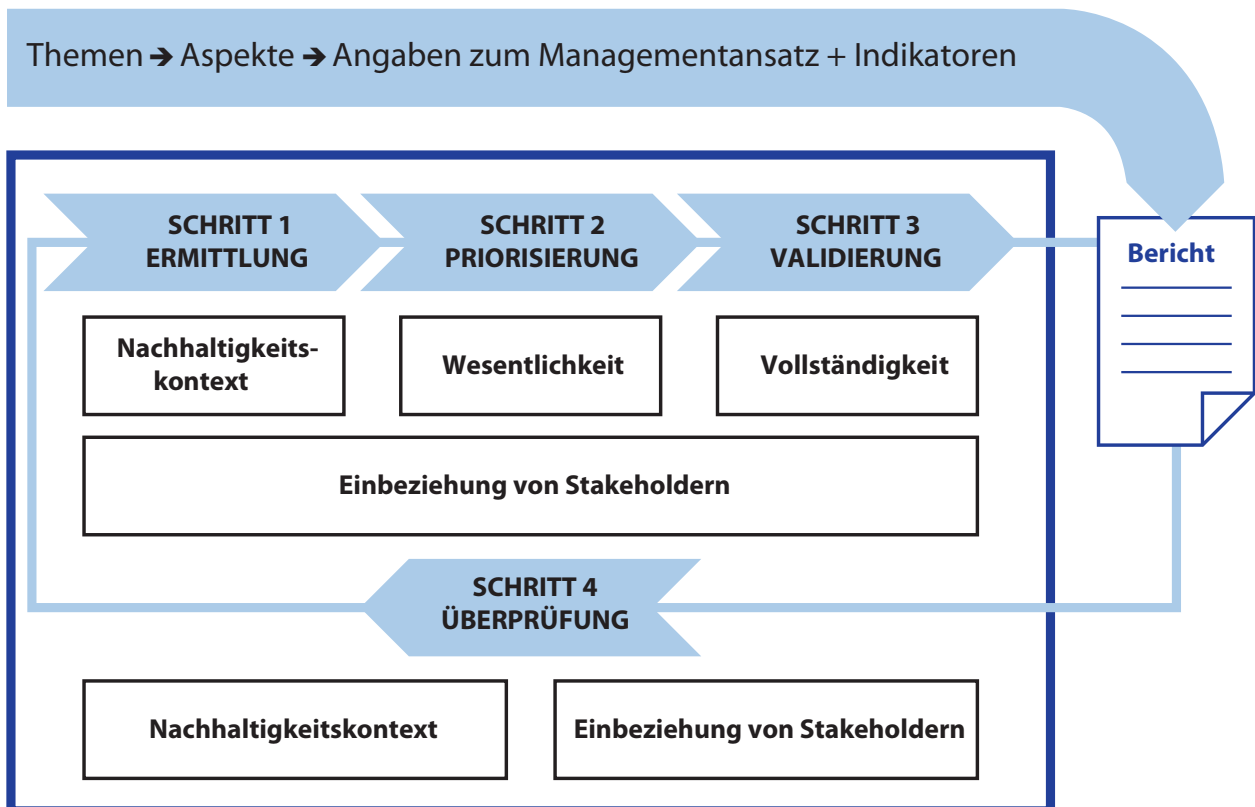 Themen ➔ Aspekte ➔ Angaben zum Managementansatz + Indikatoren
SCHRITT 1
ERMITTLUNG
SCHRITT 2
PRIORISIERUNG
SCHRITT 3
VALIDIERUNG
Bericht
Nachhaltigkeits-
kontext
Wesentlichkeit
Vollständigkeit
Einbeziehung von Stakeholdern
SCHRITT 4
ÜBERPRÜFUNG
Nachhaltigkeitskontext
Einbeziehung von Stakeholdern